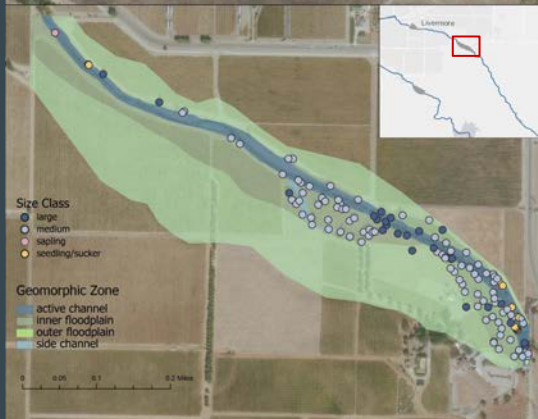 Livermore
Size Class
large
medium
sapling
seedling/sucker
Geomorphic Zone
active channel
inner floodplain
outer floodplain
side channel
0 0.05 0.1 0.2 Miles